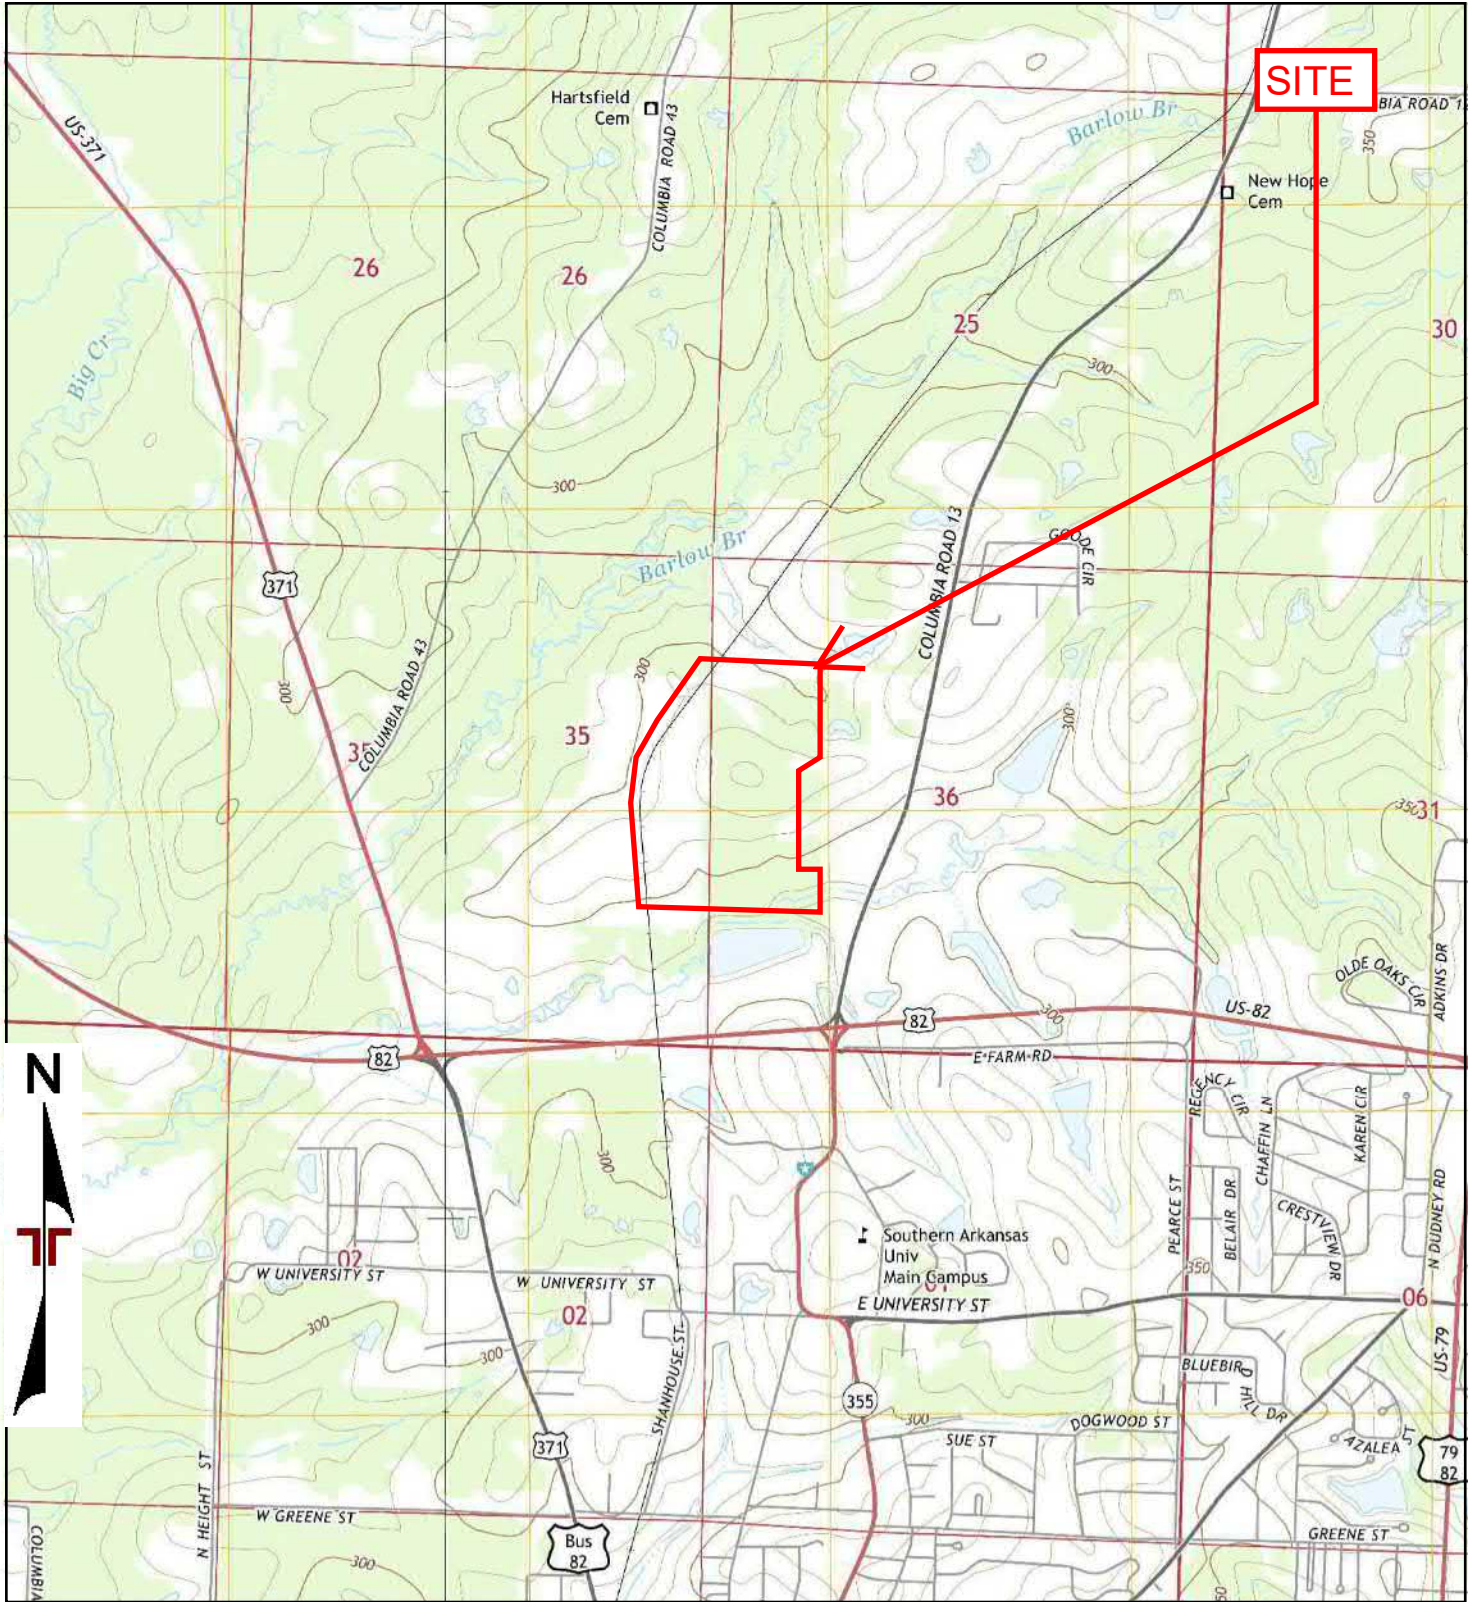 SITE
BIA ROAD 1
Hartsfield
Cem
US-371
COLUMBIA ROAD 43
Barlow Br
350
New Hope
Cem
26
26
25
30
Big Cr
300
300
COLUMBIA ROAD 13
GOODE CIR
Barlow Br
371
300
300
COLUMBIA ROAD 43
35
35
300
36
350
31
OLDE OAKS CIR
ADKINS DR
82
300
US-82
82
E FARM RD
N
REGENCY CIR
CHAFFIN LN
KAREN CIR
300
PEARCE ST
BELAIR DR
CRESTVIEW DR
N DUDNEY RD
Southern Arkansas
Univ
Main Campus
01
02
W UNIVERSITY ST
W UNIVERSITY ST
350
E UNIVERSITY ST
06
02
300
300
SHANHOUSE ST
US-79
BLUEBIRD HILL DR
355
300
SUE ST
DOGWOOD ST
AZALEA ST
371
79
82
N HEIGHT ST
W GREENE ST
GREENE ST
Bus
82
300
COLUMBIA
50